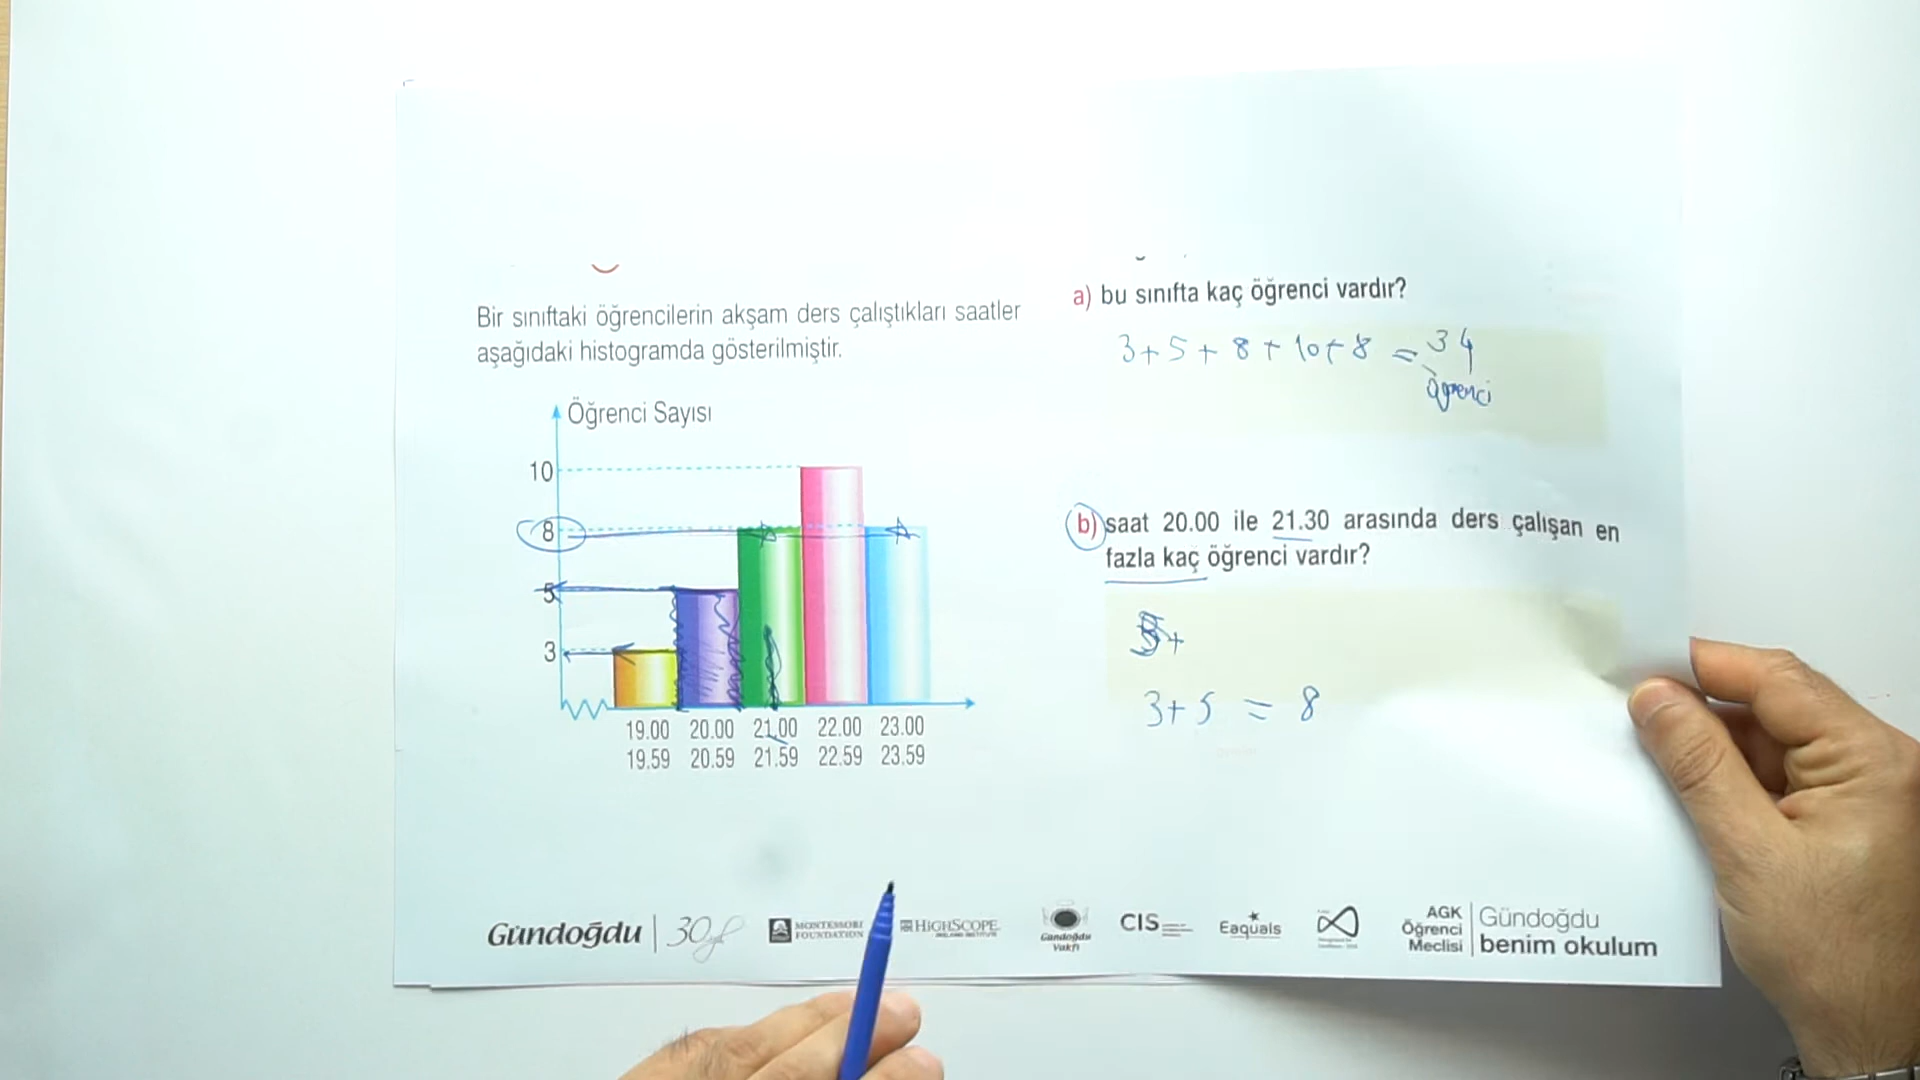 Bir sınıftaki öğrencilerin akşam ders çalıştıkları saatler
aşağıdaki histogramda gösterilmiştir.
Öğrenci Sayısı
10
8
5
3
19.00 20.00 21.00 22.00 23.00
19.59 20.59 21.59 22.59 23.59
a) bu sınıfta kaç öğrenci vardır?
3+5+8+10+8 = 34
öğrenci
b) saat 20.00 ile 21.30 arasında ders çalışan en
fazla kaç öğrenci vardır?
+
3+5 = 8
Gündoğdu 30.yıl
MONTESSORI
FOUNDATION
HIGHSCOPE
Gündoğdu
Vakfı
CIS
Eaquals
AGK
Öğrenci
Meclisi
Gündoğdu
benim okulum